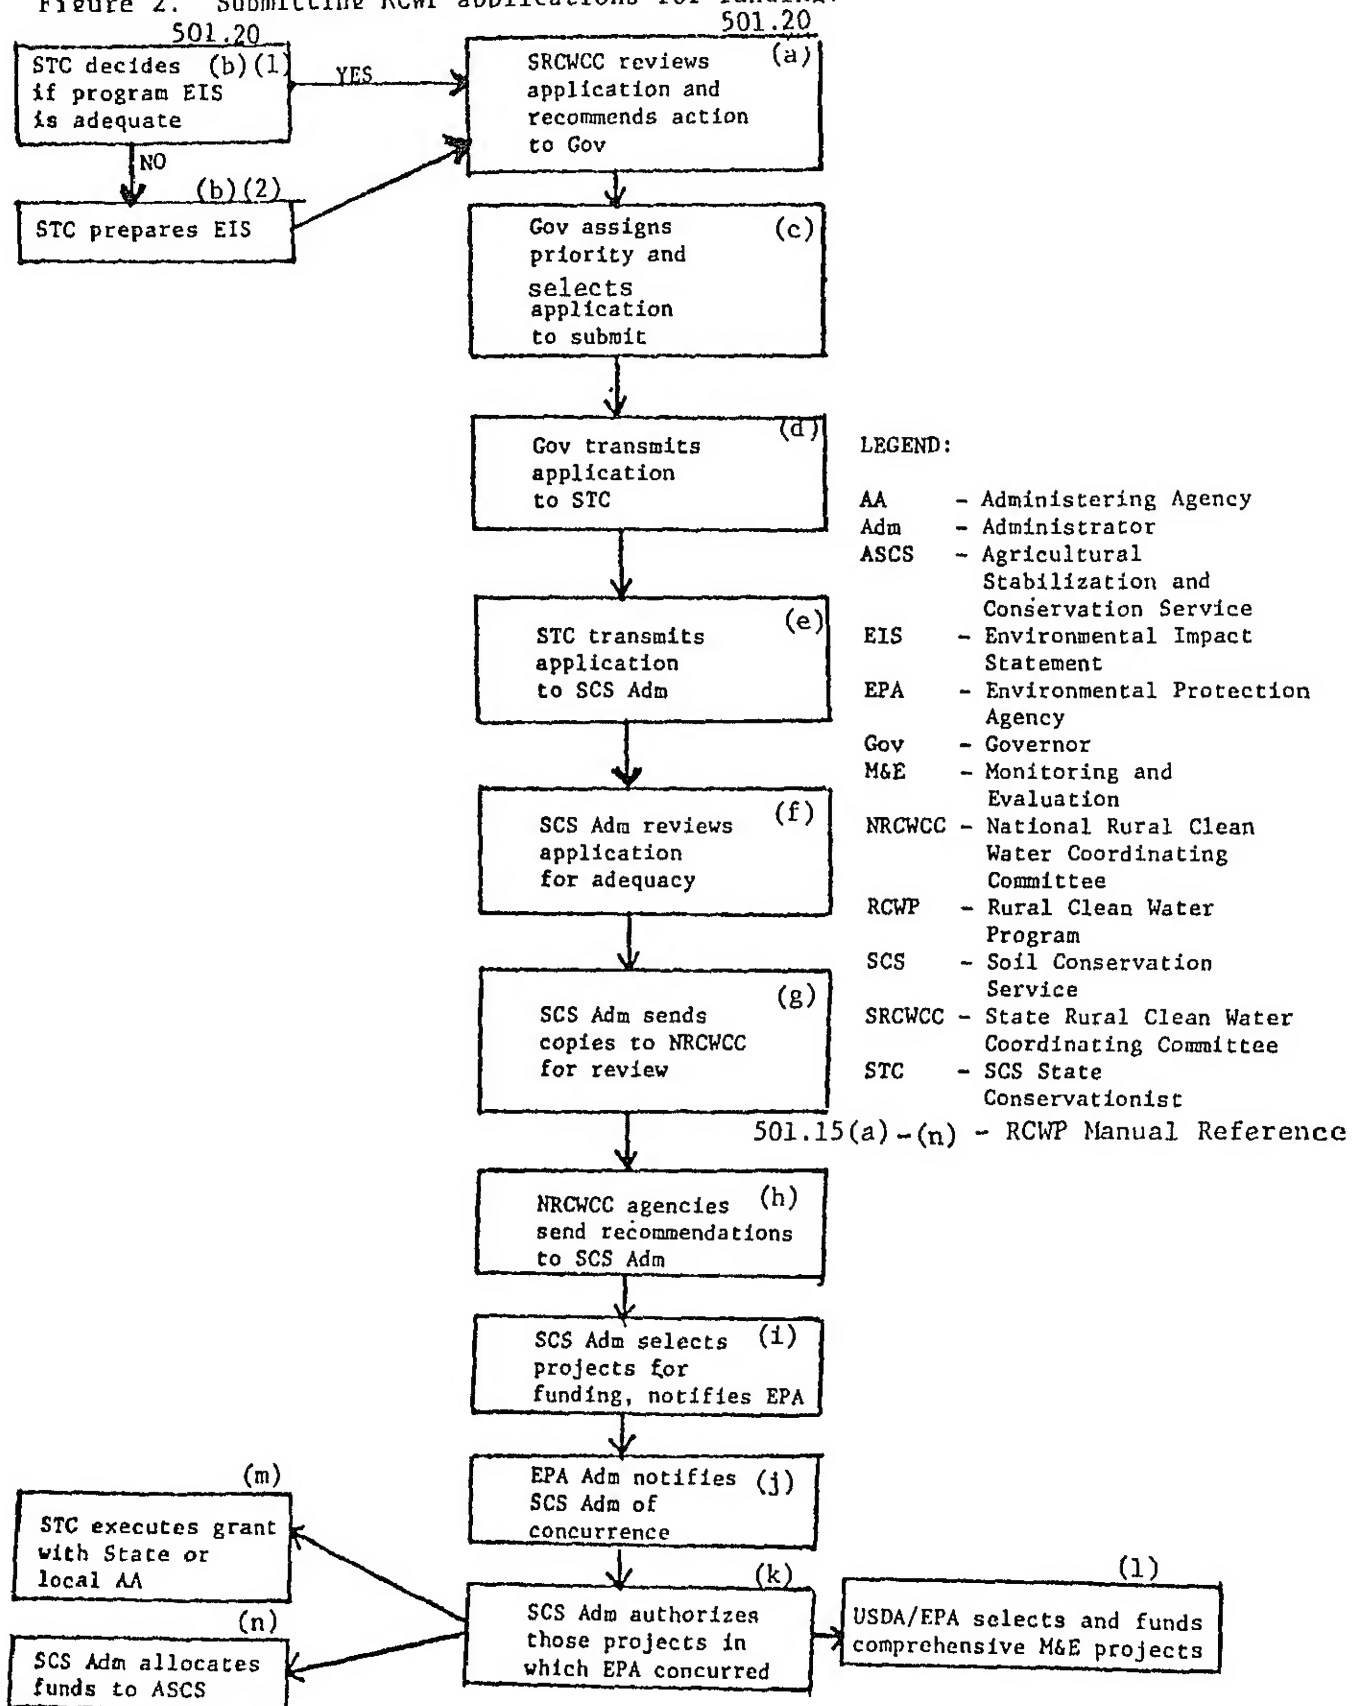 Figure 2. Submitting RCWP applications for funding.
501.20
501.20
STC decides (b)(1)
if program EIS
is adequate
YES
NO
(b)(2)
STC prepares EIS
SRCWCC reviews (a)
application and
recommends action
to Gov
Gov assigns (c)
priority and
selects
application
to submit
(d)
Gov transmits
application
to STC
(e)
STC transmits
application
to SCS Adm
(f)
SCS Adm reviews
application
for adequacy
(g)
SCS Adm sends
copies to NRCWCC
for review
LEGEND:
AA - Administering Agency
Adm - Administrator
ASCS - Agricultural
Stabilization and
Conservation Service
EIS - Environmental Impact
Statement
EPA - Environmental Protection
Agency
Gov - Governor
M&E - Monitoring and
Evaluation
NRCWCC - National Rural Clean
Water Coordinating
Committee
RCWP - Rural Clean Water
Program
SCS - Soil Conservation
Service
SRCWCC - State Rural Clean Water
Coordinating Committee
STC - SCS State
Conservationist
501.15(a)-(n) - RCWP Manual Reference
NRCWCC agencies (h)
send recommendations
to SCS Adm
SCS Adm selects (i)
projects for
funding, notifies EPA
EPA Adm notifies (j)
SCS Adm of
concurrence
(k)
SCS Adm authorizes
those projects in
which EPA concurred
(l)
USDA/EPA selects and funds
comprehensive M&E projects
(m)
STC executes grant
with State or
local AA
(n)
SCS Adm allocates
funds to ASCS